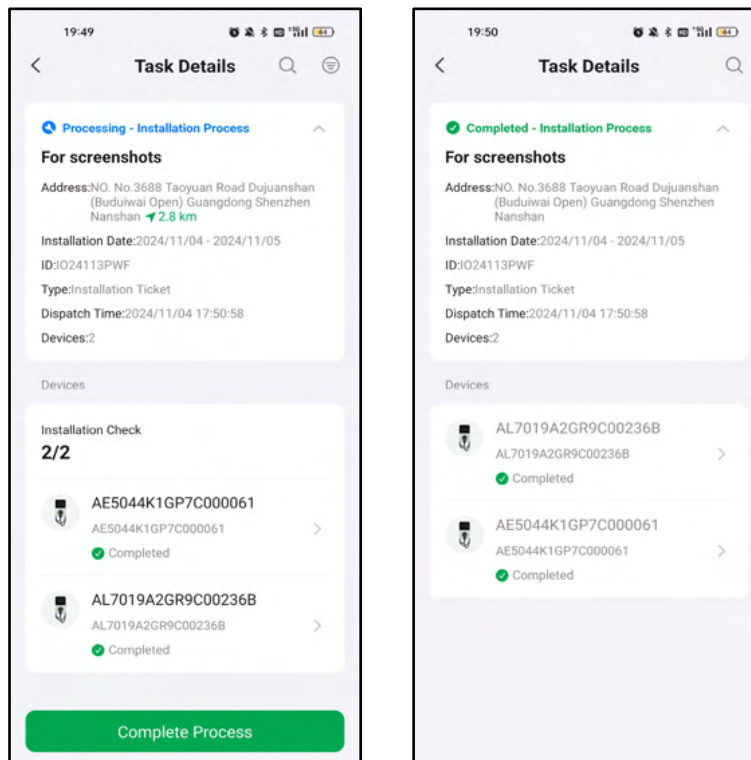 19:49
44
Task Details
Processing - Installation Process
For screenshots
Address:NO. No.3688 Taoyuan Road Dujuanshan
(Buduiwai Open) Guangdong Shenzhen
Nanshan 2.8 km
Installation Date:2024/11/04 - 2024/11/05
ID:IO24113PWF
Type:Installation Ticket
Dispatch Time:2024/11/04 17:50:58
Devices:2
Devices
Installation Check
2/2
AE5044K1GP7C000061
AE5044K1GP7C000061
Completed
AL7019A2GR9C00236B
AL7019A2GR9C00236B
Completed
Complete Process
19:50
44
Task Details
Completed - Installation Process
For screenshots
Address:NO. No.3688 Taoyuan Road Dujuanshan
(Buduiwai Open) Guangdong Shenzhen
Nanshan
Installation Date:2024/11/04 - 2024/11/05
ID:IO24113PWF
Type:Installation Ticket
Dispatch Time:2024/11/04 17:50:58
Devices:2
Devices
AL7019A2GR9C00236B
AL7019A2GR9C00236B
Completed
AE5044K1GP7C000061
AE5044K1GP7C000061
Completed